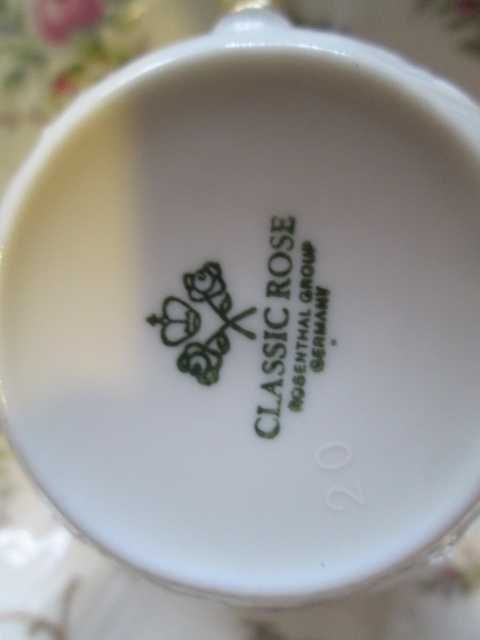 CLASSIC ROSE
ROSENTHAL GROUP
GERMANY
20